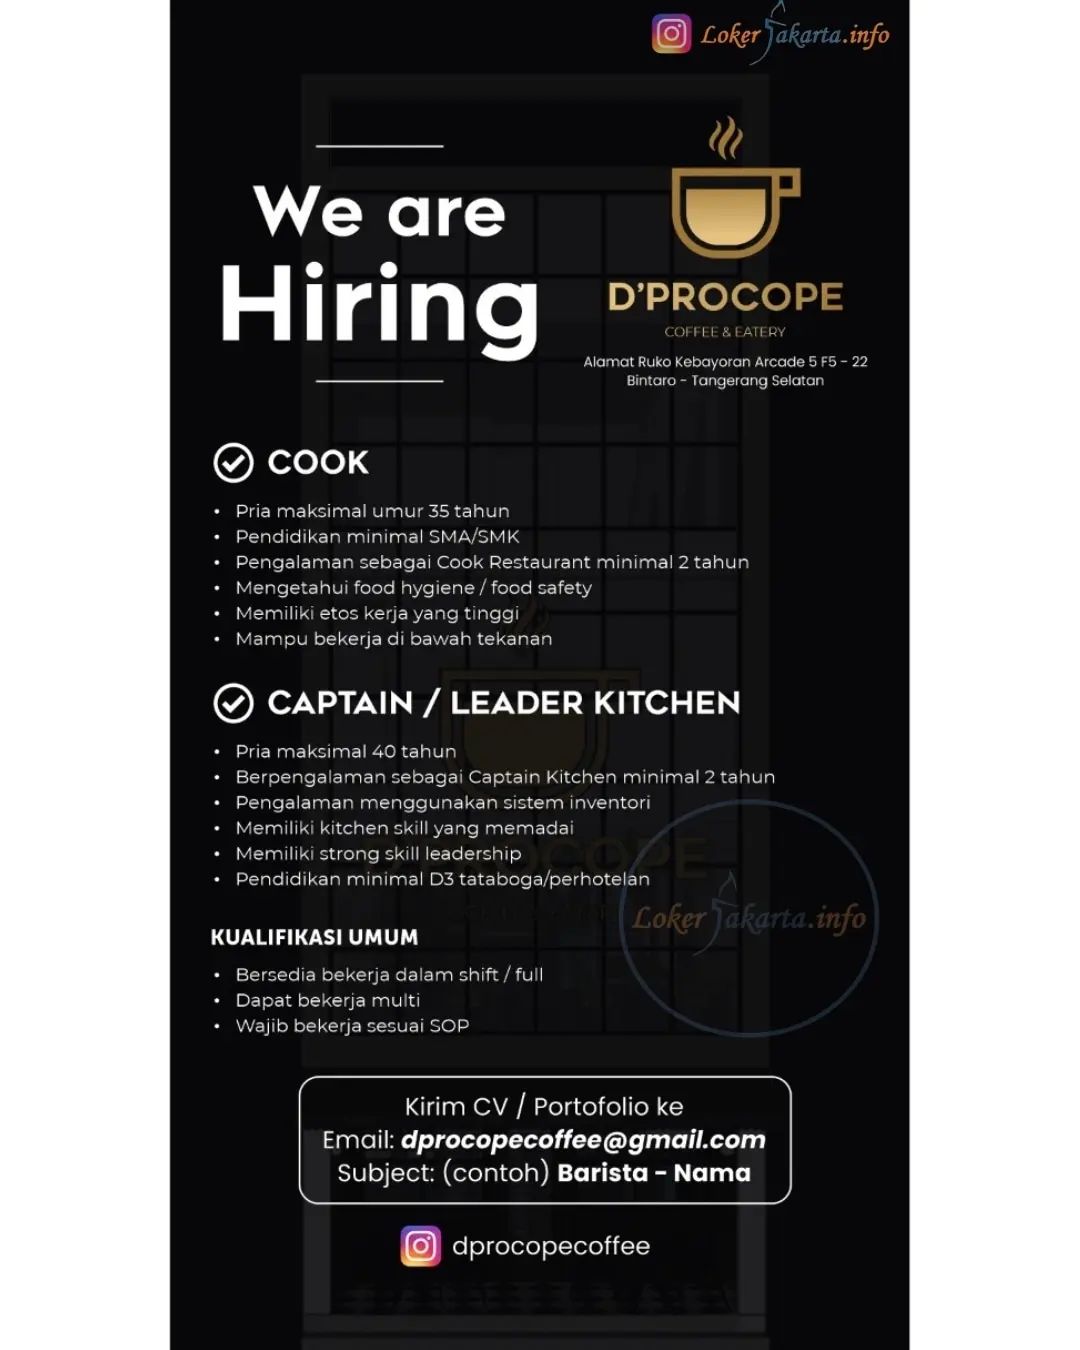 Loker Jakarta.info
We are
Hiring
D'PROCOPE
COFFEE & EATERY
Alamat Ruko Kebayoran Arcade 5 F5 - 22
Bintaro - Tangerang Selatan
COOK
• Pria maksimal umur 35 tahun
• Pendidikan minimal SMA/SMK
• Pengalaman sebagai Cook Restaurant minimal 2 tahun
• Mengetahui food hygiene / food safety
• Memiliki etos kerja yang tinggi
• Mampu bekerja di bawah tekanan
CAPTAIN / LEADER KITCHEN
• Pria maksimal 40 tahun
• Berpengalaman sebagai Captain Kitchen minimal 2 tahun
• Pengalaman menggunakan sistem inventori
• Memiliki kitchen skill yang memadai
• Memiliki strong skill leadership
• Pendidikan minimal D3 tataboga/perhotelan
D'PROCOPE
Loker Jakarta.info
KUALIFIKASI UMUM
• Bersedia bekerja dalam shift / full
• Dapat bekerja multi
• Wajib bekerja sesuai SOP
Kirim CV / Portofolio ke
Email: dprocopecoffee@gmail.com
Subject: (contoh) Barista - Nama
dprocopecoffee